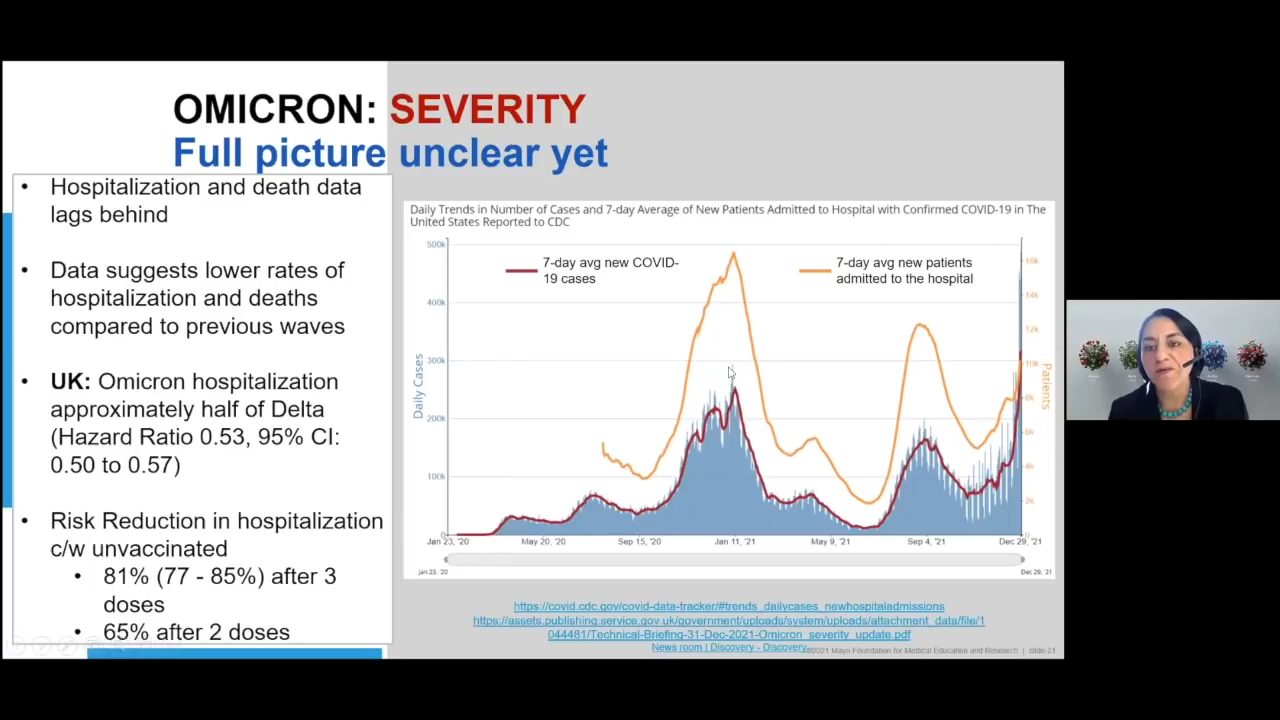 OMICRON: SEVERITY
Full picture unclear yet
• Hospitalization and death data
lags behind
• Data suggests lower rates of
hospitalization and deaths
compared to previous waves
• UK: Omicron hospitalization
approximately half of Delta
(Hazard Ratio 0.53, 95% CI:
0.50 to 0.57)
• Risk Reduction in hospitalization
c/w unvaccinated
• 81% (77 - 85%) after 3
doses
• 65% after 2 doses
Daily Trends in Number of Cases and 7-day Average of New Patients Admitted to Hospital with Confirmed COVID-19 in The
United States Reported to CDC
7-day avg new COVID-
19 cases
7-day avg new patients
admitted to the hospital
Daily Cases
500k
400k
300k
200k
100k
0
Patients
16k
14k
12k
10k
8k
6k
4k
2k
0
Jan 23, '20 May 20, '20 Sep 15, '20 Jan 11, '21 May 9, '21 Sep 4, '21 Dec 29, '21
Jan 23, '20 Dec 29, '21
https://covid.cdc.gov/covid-data-tracker/#trends_dailycases_newhospitaladmissions
https://assets.publishing.service.gov.uk/government/uploads/system/uploads/attachment_data/file/1
044481/Technical-Briefing-31-Dec-2021-Omicron_severity_update.pdf
News room | Discovery - Discovery
©2021 Mayo Foundation for Medical Education and Research | slide-21